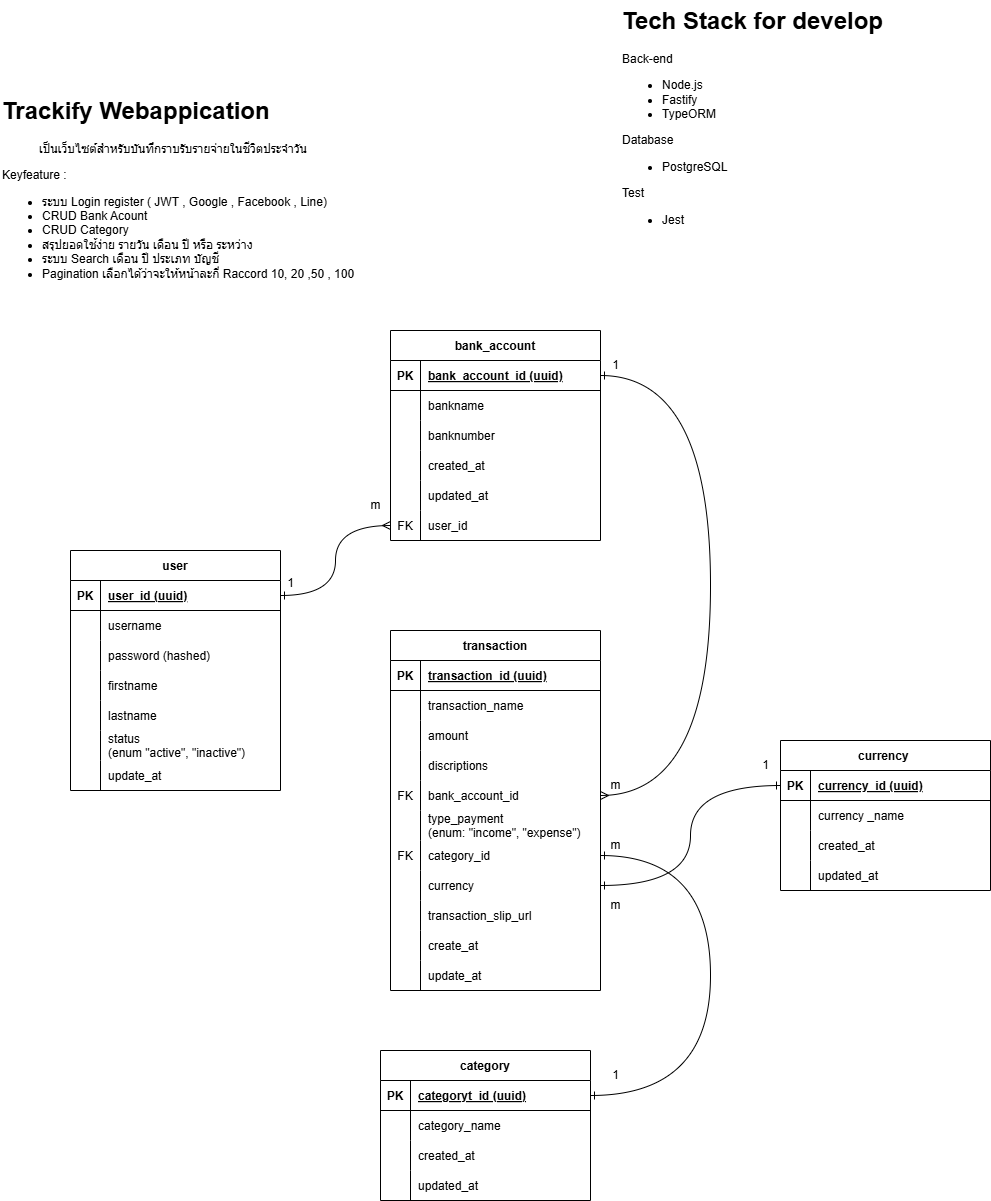 Tech Stack for develop
Back-end
Node.js
Fastify
TypeORM
Database
PostgreSQL
Test
Jest
Trackify Webappication
เป็นเว็บไซต์สำหรับบันทึกราบรับรายจ่ายในชีวิตประจำวัน
Keyfeature :
ระบบ Login register ( JWT , Google , Facebook , Line)
CRUD Bank Acount
CRUD Category
สรุปยอดใช้ง่าย รายวัน เดือน ปี หรือ ระหว่าง
ระบบ Search เดือน ปี ประเภท บัญชี
Pagination เลือกได้ว่าจะให้หน้าละกี่ Raccord 10, 20 ,50 , 100
bank_account
PK bank_account_id (uuid)
bankname
banknumber
created_at
updated_at
FK user_id
1
m
user
PK user_id (uuid)
username
password (hashed)
firstname
lastname
status
(enum "active", "inactive")
update_at
1
transaction
PK transaction_id (uuid)
transaction_name
amount
discriptions
FK bank_account_id
type_payment
(enum: "income", "expense")
FK category_id
currency
transaction_slip_url
create_at
update_at
m
m
m
currency
PK currency_id (uuid)
currency _name
created_at
updated_at
1
category
PK categoryt_id (uuid)
category_name
created_at
updated_at
1